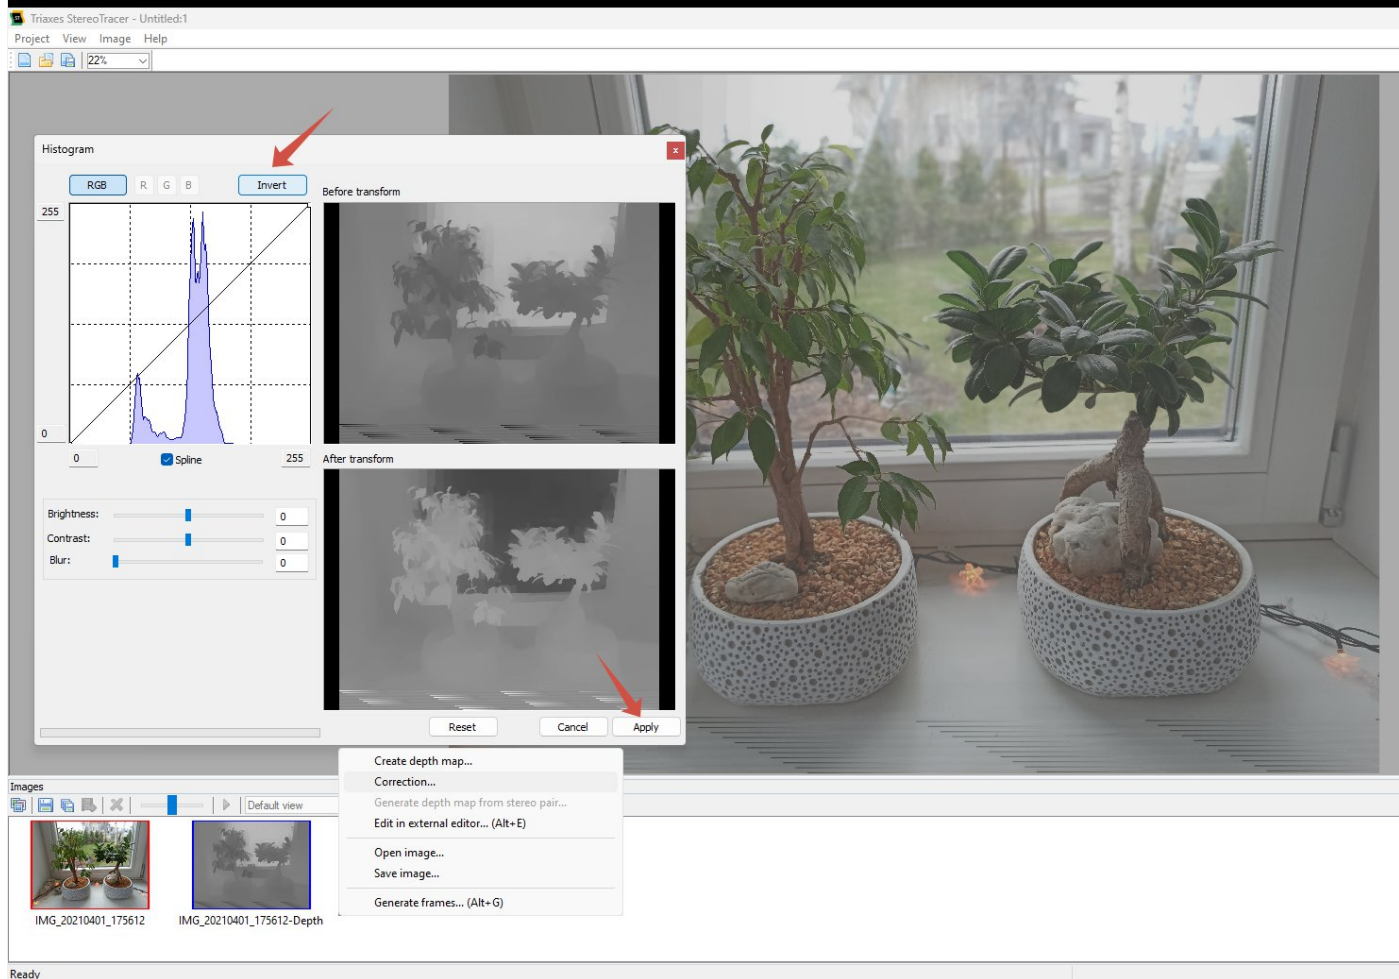 Triaxes StereoTracer - Untitled:1
Project View Image Help
22%
Histogram
x
RGB R G B Invert
Before transform
255
0
0 Spline 255
After transform
Brightness: 0
Contrast: 0
Blur: 0
Reset Cancel Apply
Create depth map...
Correction...
Generate depth map from stereo pair...
Edit in external editor... (Alt+E)
Open image...
Save image...
Generate frames... (Alt+G)
Images
Default view
IMG_20210401_175612 IMG_20210401_175612-Depth
Ready